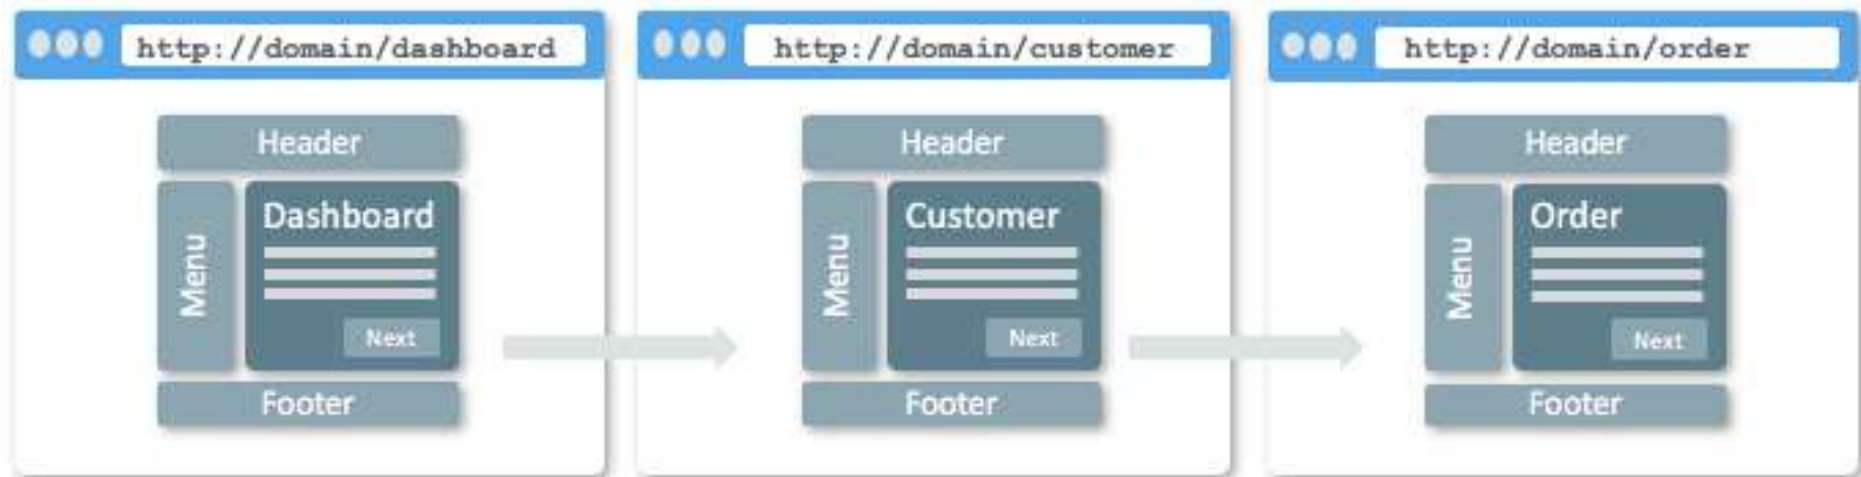 http://domain/dashboard
Header
Menu
Dashboard
Next
Footer
http://domain/customer
Header
Menu
Customer
Next
Footer
http://domain/order
Header
Menu
Order
Next
Footer